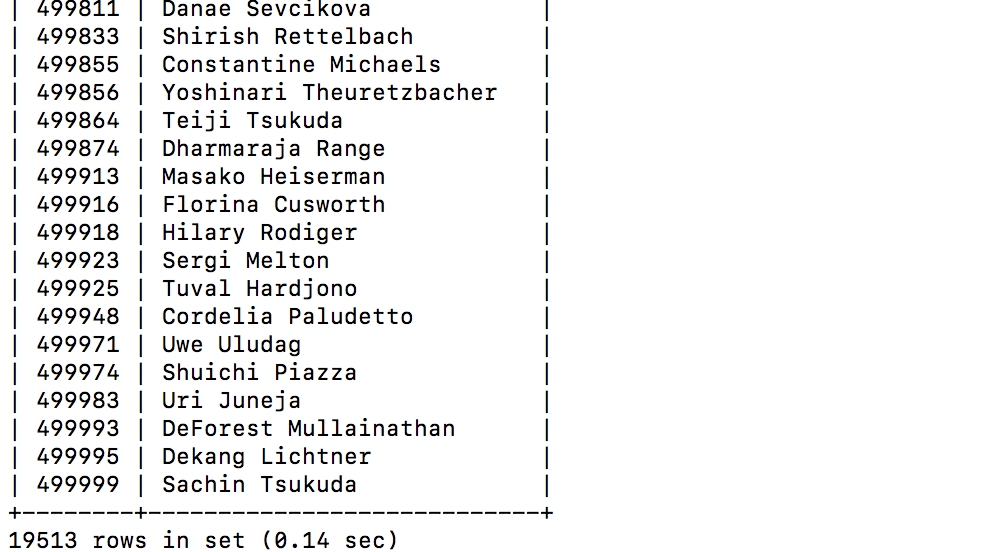 | 499811 | Danae Sevcikova            |
| 499833 | Shirish Rettelbach         |
| 499855 | Constantine Michaels       |
| 499856 | Yoshinari Theuretzbacher   |
| 499864 | Teiji Tsukuda              |
| 499874 | Dharmaraja Range           |
| 499913 | Masako Heiserman           |
| 499916 | Florina Cusworth           |
| 499918 | Hilary Rodiger             |
| 499923 | Sergi Melton               |
| 499925 | Tuval Hardjono             |
| 499948 | Cordelia Paludetto         |
| 499971 | Uwe Uludag                 |
| 499974 | Shuichi Piazza             |
| 499983 | Uri Juneja                 |
| 499993 | DeForest Mullainathan      |
| 499995 | Dekang Lichtner            |
| 499999 | Sachin Tsukuda             |
+--------+----------------------------+
19513 rows in set (0.14 sec)